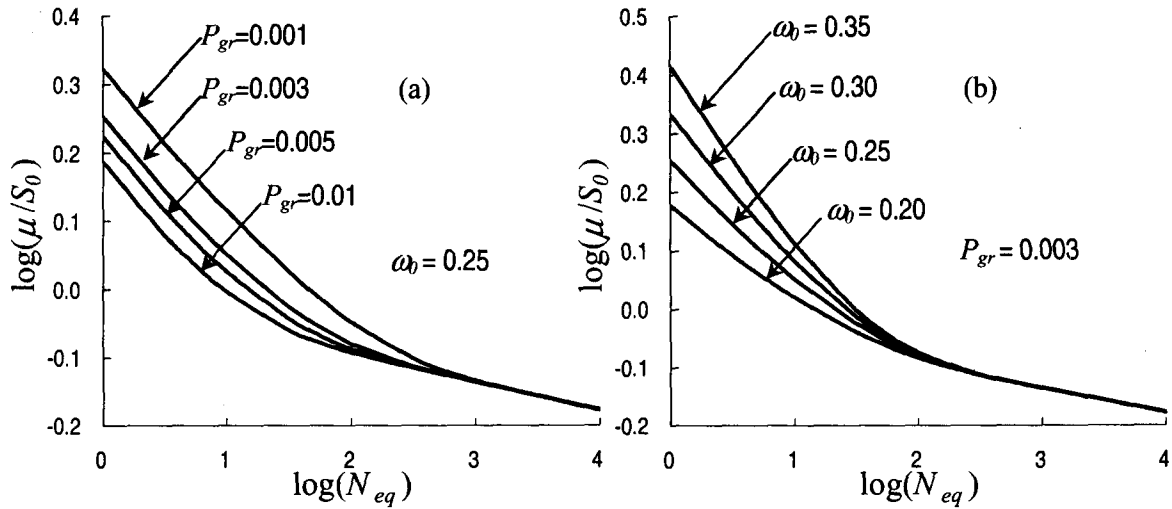 0.4
0.3
0.2
0.1
0.0
-0.1
-0.2
log(μ/S₀)
P_gr=0.001
P_gr=0.003
P_gr=0.005
P_gr=0.01
(a)
ω₀ = 0.25
0 1 2 3 4
log(N_eq)
0.5
0.4
0.3
0.2
0.1
0.0
-0.1
-0.2
log(μ/S₀)
ω₀ = 0.35
ω₀ = 0.30
ω₀ = 0.25
ω₀ = 0.20
(b)
P_gr = 0.003
0 1 2 3 4
log(N_eq)